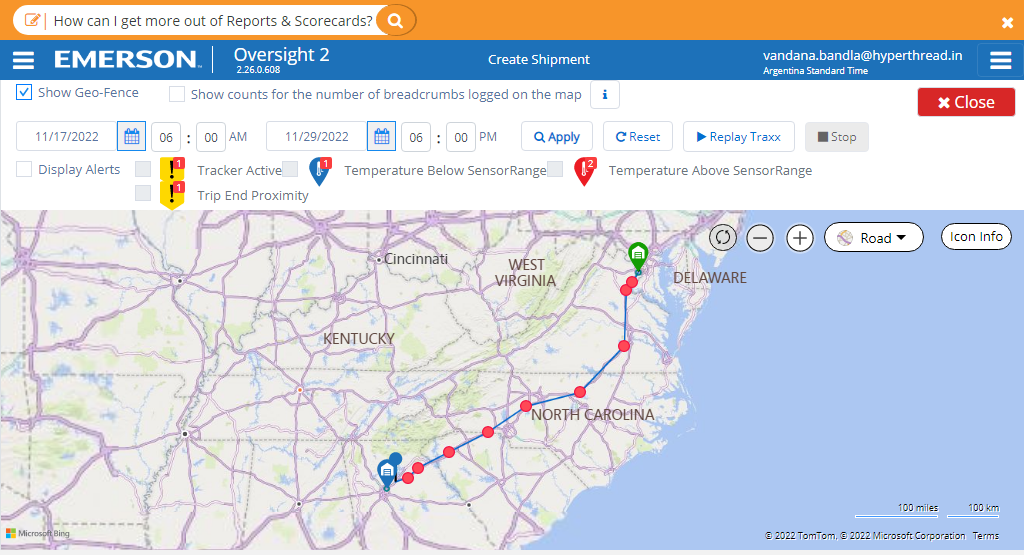 How can I get more out of Reports & Scorecards?
EMERSON
Oversight 2
2.26.0.608
Create Shipment
vandana.bandla@hyperthread.in
Argentina Standard Time
Show Geo-Fence
Show counts for the number of breadcrumbs logged on the map
i
Close
11/17/2022
06 : 00 AM
11/29/2022
06 : 00 PM
Apply
Reset
Replay Traxx
Stop
Display Alerts
1
Tracker Active
1
Temperature Below SensorRange
2
Temperature Above SensorRange
1
Trip End Proximity
Road
Icon Info
Cincinnati
WEST
VIRGINIA
DELAWARE
KENTUCKY
NORTH CAROLINA
100 miles
100 km
Microsoft Bing
© 2022 TomTom, © 2022 Microsoft Corporation Terms